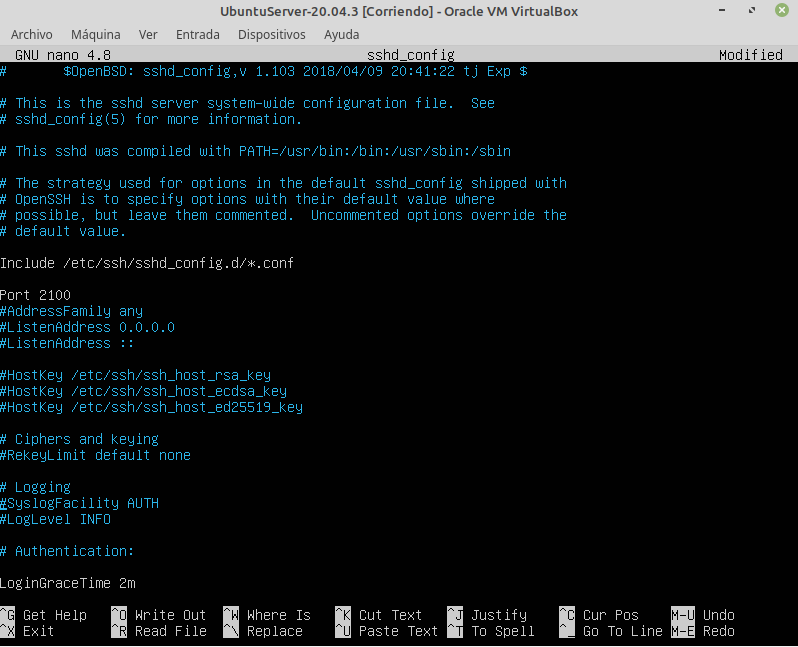 UbuntuServer-20.04.3 [Corriendo] - Oracle VM VirtualBox
Archivo Máquina Ver Entrada Dispositivos Ayuda
GNU nano 4.8 sshd_config Modified
# $OpenBSD: sshd_config,v 1.103 2018/04/09 20:41:22 tj Exp $
# This is the sshd server system-wide configuration file. See
# sshd_config(5) for more information.
# This sshd was compiled with PATH=/usr/bin:/bin:/usr/sbin:/sbin
# The strategy used for options in the default sshd_config shipped with
# OpenSSH is to specify options with their default value where
# possible, but leave them commented. Uncommented options override the
# default value.
Include /etc/ssh/sshd_config.d/*.conf
Port 2100
#AddressFamily any
#ListenAddress 0.0.0.0
#ListenAddress ::
#HostKey /etc/ssh/ssh_host_rsa_key
#HostKey /etc/ssh/ssh_host_ecdsa_key
#HostKey /etc/ssh/ssh_host_ed25519_key
# Ciphers and keying
#RekeyLimit default none
# Logging
#SyslogFacility AUTH
#LogLevel INFO
# Authentication:
LoginGraceTime 2m
^G Get Help ^O Write Out ^W Where Is ^K Cut Text ^J Justify ^C Cur Pos M-U Undo
^X Exit ^R Read File ^\ Replace ^U Paste Text ^T To Spell ^_ Go To Line M-E Redo